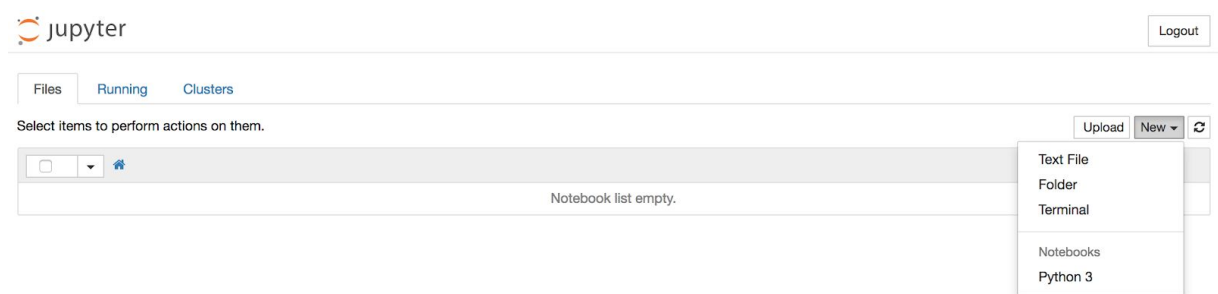 jupyter
Logout
Files Running Clusters
Select items to perform actions on them.
Upload New
Notebook list empty.
Text File
Folder
Terminal
Notebooks
Python 3